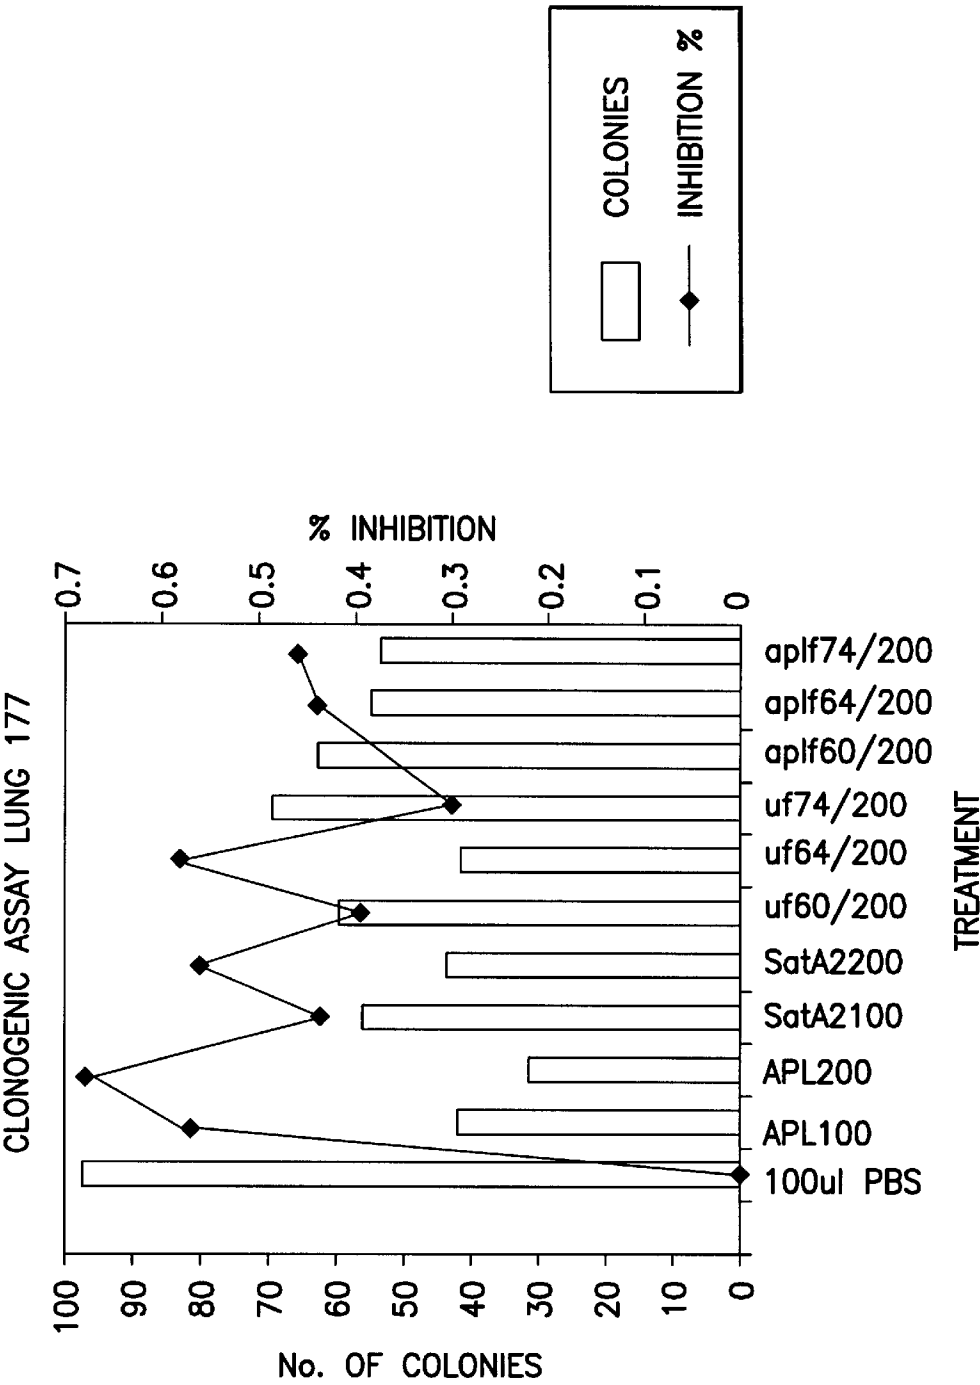 CLONOGENIC ASSAY LUNG 177
No. OF COLONIES
100
90
80
70
60
50
40
30
20
10
0
% INHIBITION
0.7
0.6
0.5
0.4
0.3
0.2
0.1
0
100ul PBS
APL100
APL200
SatA2100
SatA2200
uf60/200
uf64/200
uf74/200
aplf60/200
aplf64/200
aplf74/200
TREATMENT
COLONIES
INHIBITION %